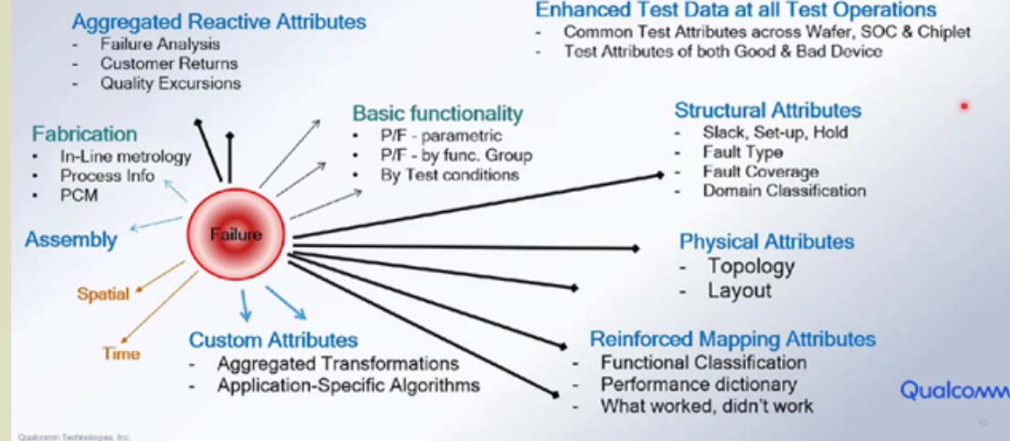 Aggregated Reactive Attributes
- Failure Analysis
- Customer Returns
- Quality Excursions
Enhanced Test Data at all Test Operations
- Common Test Attributes across Wafer, SOC & Chiplet
- Test Attributes of both Good & Bad Device
Fabrication
• In-Line metrology
• Process Info
• PCM
Basic functionality
• P/F - parametric
• P/F - by func. Group
• By Test conditions
Structural Attributes
- Slack, Set-up, Hold
- Fault Type
- Fault Coverage
- Domain Classification
Failure
Assembly
Physical Attributes
- Topology
- Layout
Spatial
Time
Custom Attributes
- Aggregated Transformations
- Application-Specific Algorithms
Reinforced Mapping Attributes
- Functional Classification
- Performance dictionary
- What worked, didn't work
Qualcomm
Qualcomm Technologies, Inc.